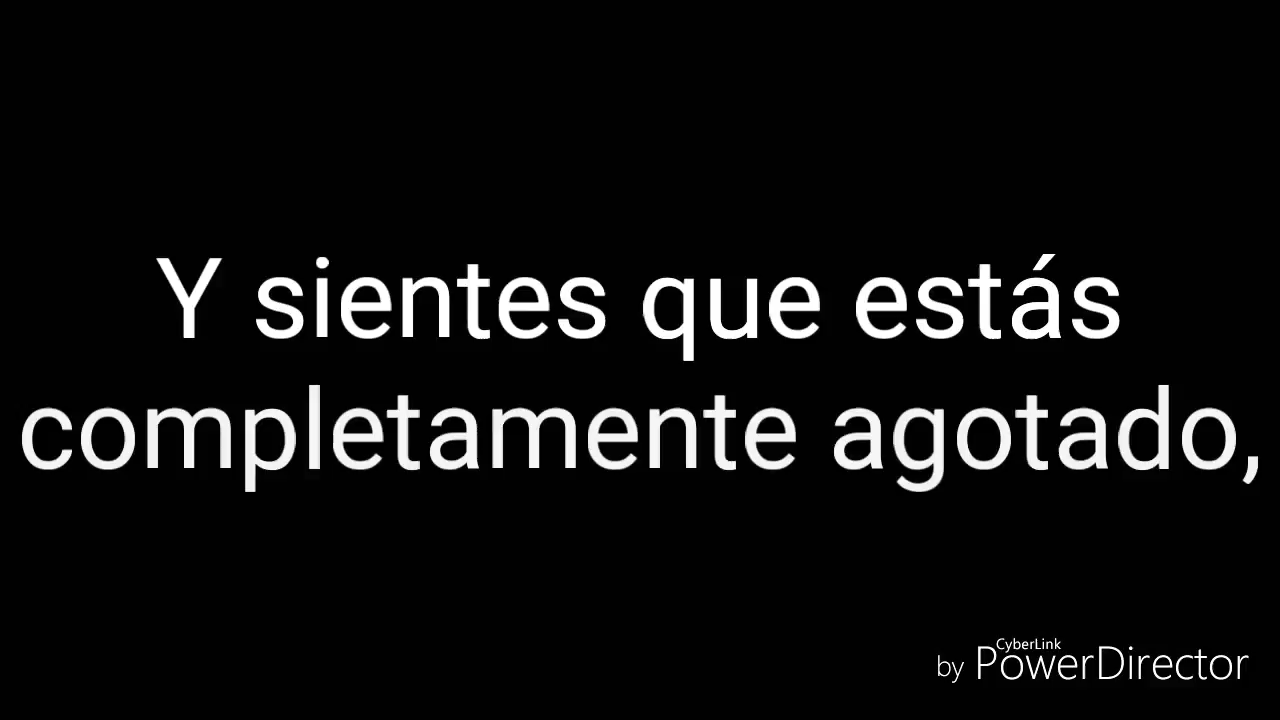 Y sientes que estás
completamente agotado,
CyberLink
by PowerDirector